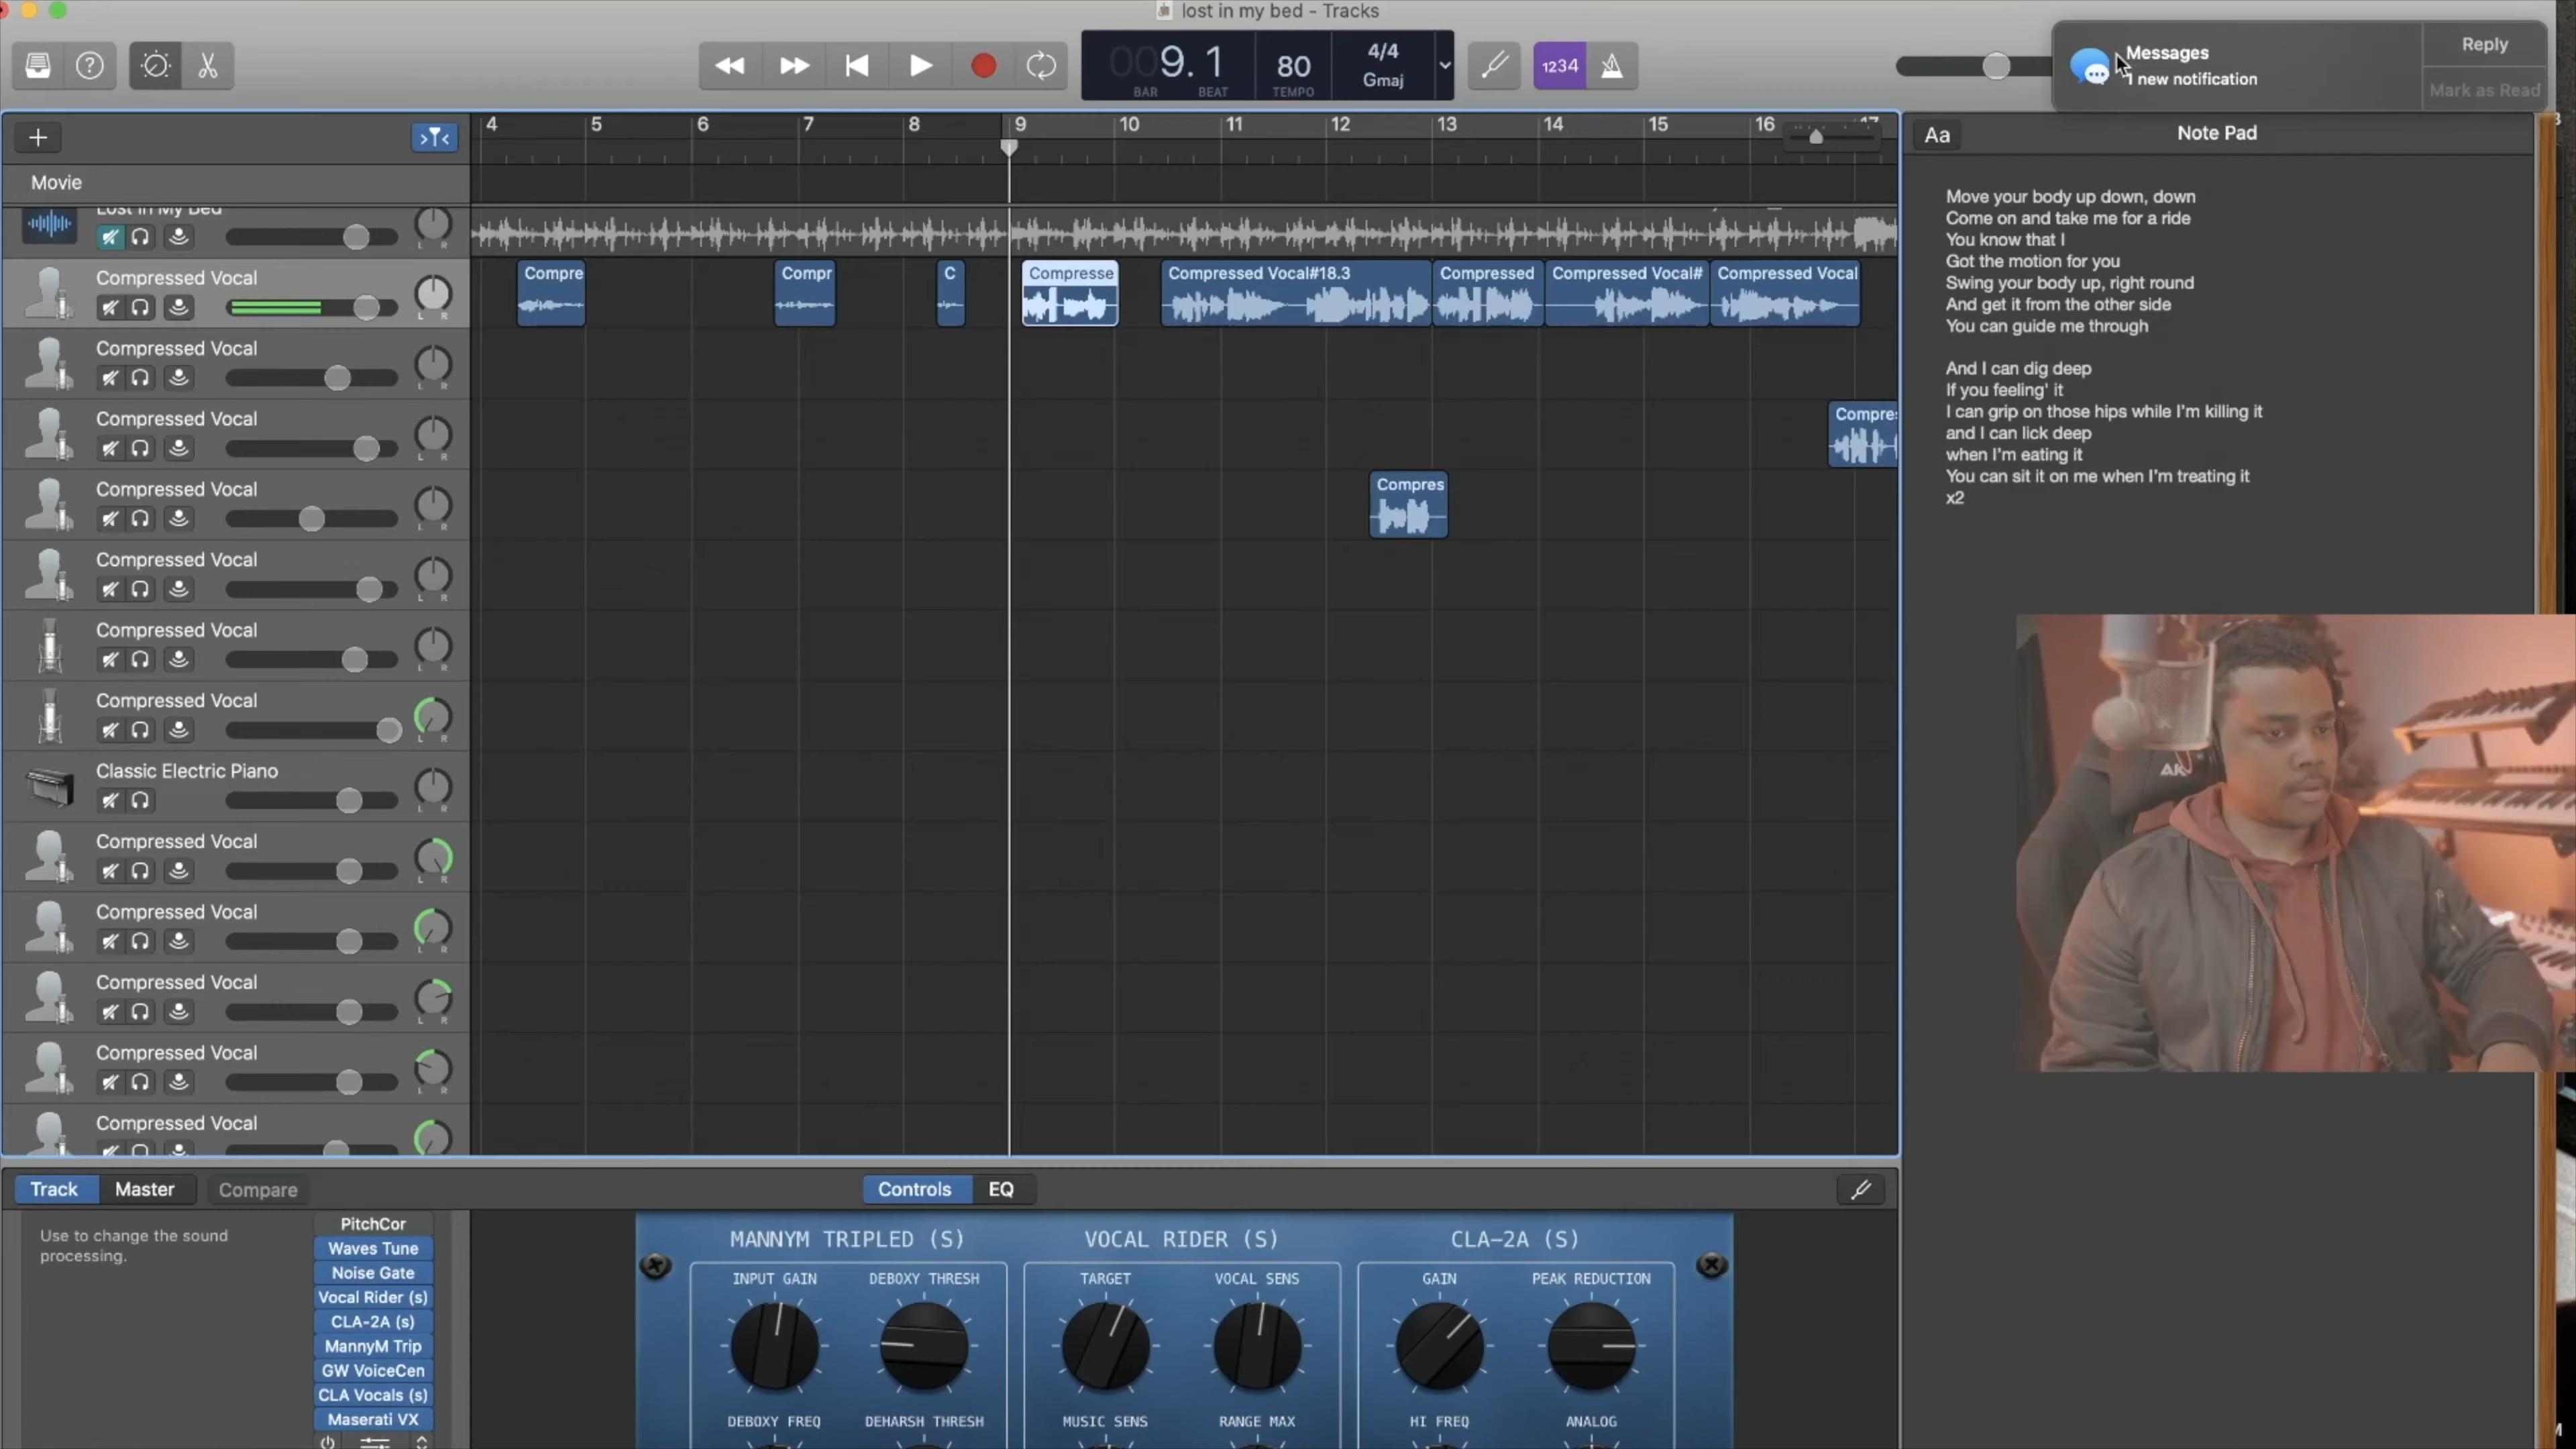 lost in my bed - Tracks
009. 1
BAR
BEAT
80
TEMPO
4/4
Gmaj
1234
Messages
1 new notification
Reply
Mark as Read
4 5 6 7 8 9 10 11 12 13 14 15 16 17
Aa
Note Pad
Movie
Lost In My Bed
Compressed Vocal
Compre
Compr
C
Compresse
Compressed Vocal#18.3
Compressed
Compressed Vocal#
Compressed Vocal
L R
Compressed Vocal
L R
Compressed Vocal
Compres
L R
Compressed Vocal
Compres
L R
Compressed Vocal
L R
Compressed Vocal
L R
Compressed Vocal
L R
Classic Electric Piano
L R
Compressed Vocal
L R
Compressed Vocal
L R
Compressed Vocal
L R
Compressed Vocal
L R
Compressed Vocal
L R
Move your body up down, down
Come on and take me for a ride
You know that I
Got the motion for you
Swing your body up, right round
And get it from the other side
You can guide me through
And I can dig deep
If you feeling' it
I can grip on those hips while I'm killing it
and I can lick deep
when I'm eating it
You can sit it on me when I'm treating it
x2
AK
Track
Master
Compare
Controls
EQ
Use to change the sound
processing.
PitchCor
Waves Tune
Noise Gate
Vocal Rider (s)
CLA-2A (s)
MannyM Trip
GW VoiceCen
CLA Vocals (s)
Maserati VX
MANNYM TRIPLED (S)
INPUT GAIN
DEBOXY THRESH
DEBOXY FREQ
DEHARSH THRESH
VOCAL RIDER (S)
TARGET
VOCAL SENS
MUSIC SENS
RANGE MAX
CLA-2A (S)
GAIN
PEAK REDUCTION
HI FREQ
ANALOG